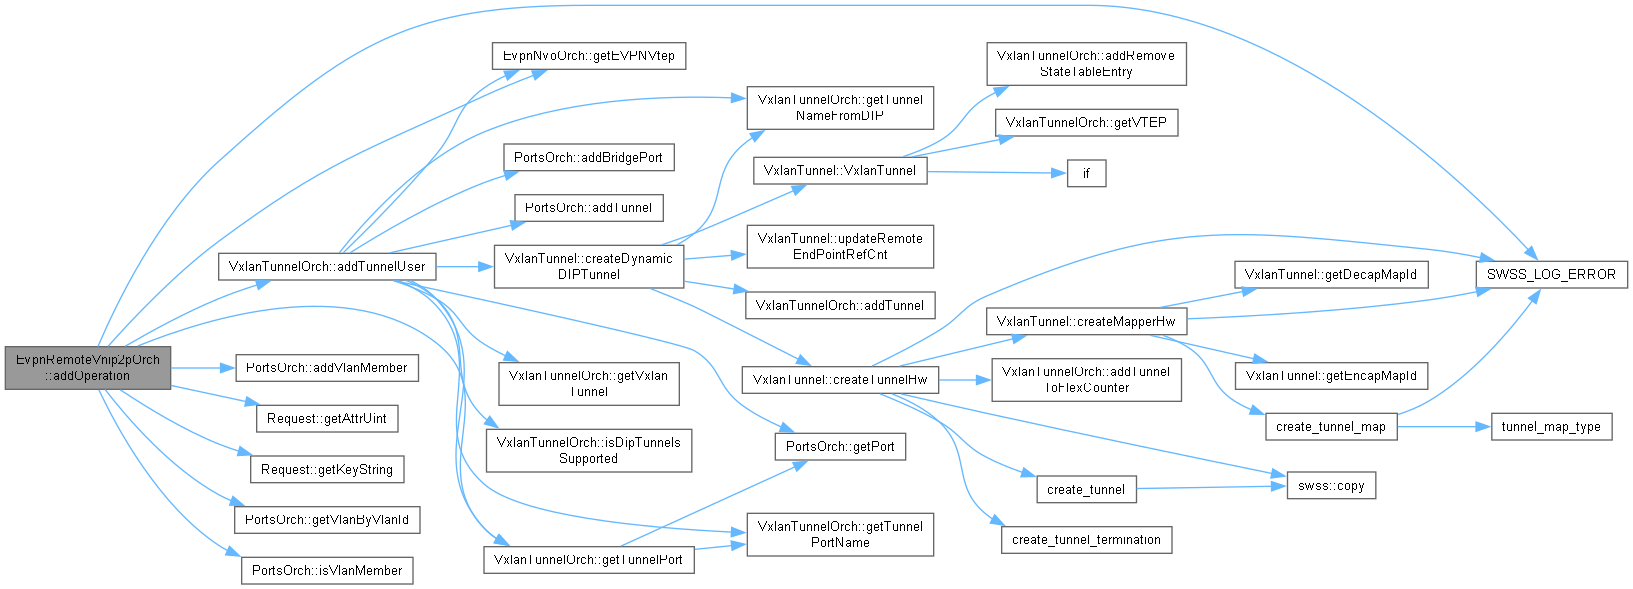 EvpnRemoteVnip2pOrch
::addOperation
VxlanTunnelOrch::addTunnelUser
PortsOrch::addVlanMember
Request::getAttrUint
Request::getKeyString
PortsOrch::getVlanByVlanId
PortsOrch::isVlanMember
EvpnNvoOrch::getEVPNVtep
PortsOrch::addBridgePort
PortsOrch::addTunnel
VxlanTunnel::createDynamic
DIPTunnel
VxlanTunnelOrch::getVxlan
Tunnel
VxlanTunnelOrch::isDipTunnels
Supported
VxlanTunnelOrch::getTunnelPort
VxlanTunnelOrch::getTunnel
NameFromDIP
VxlanTunnel::VxlanTunnel
VxlanTunnel::updateRemote
EndPointRefCnt
VxlanTunnelOrch::addTunnel
VxlanTunnel::createTunnelHw
PortsOrch::getPort
VxlanTunnelOrch::getTunnel
PortName
VxlanTunnelOrch::addRemove
StateTableEntry
VxlanTunnelOrch::getVTEP
if
VxlanTunnel::createMapperHw
VxlanTunnelOrch::addTunnel
ToFlexCounter
create_tunnel
create_tunnel_termination
VxlanTunnel::getDecapMapId
VxlanTunnel::getEncapMapId
create_tunnel_map
swss::copy
SWSS_LOG_ERROR
tunnel_map_type